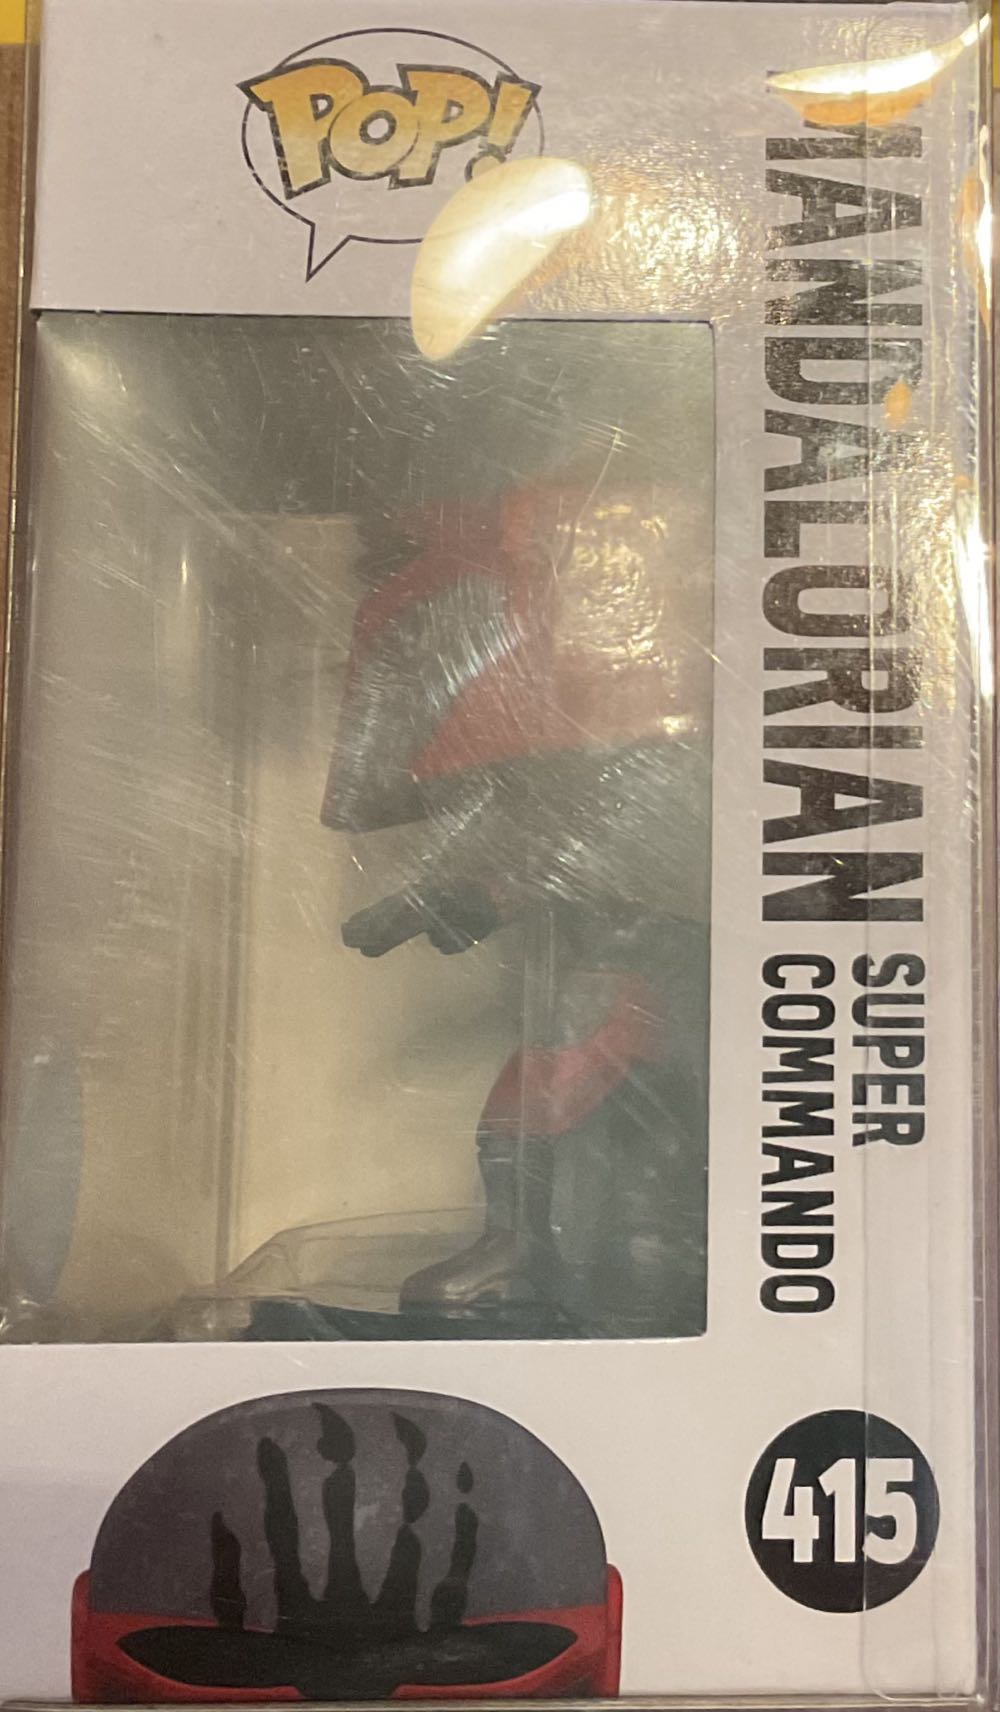 POP!
MANDALORIAN
SUPER
COMMANDO
415